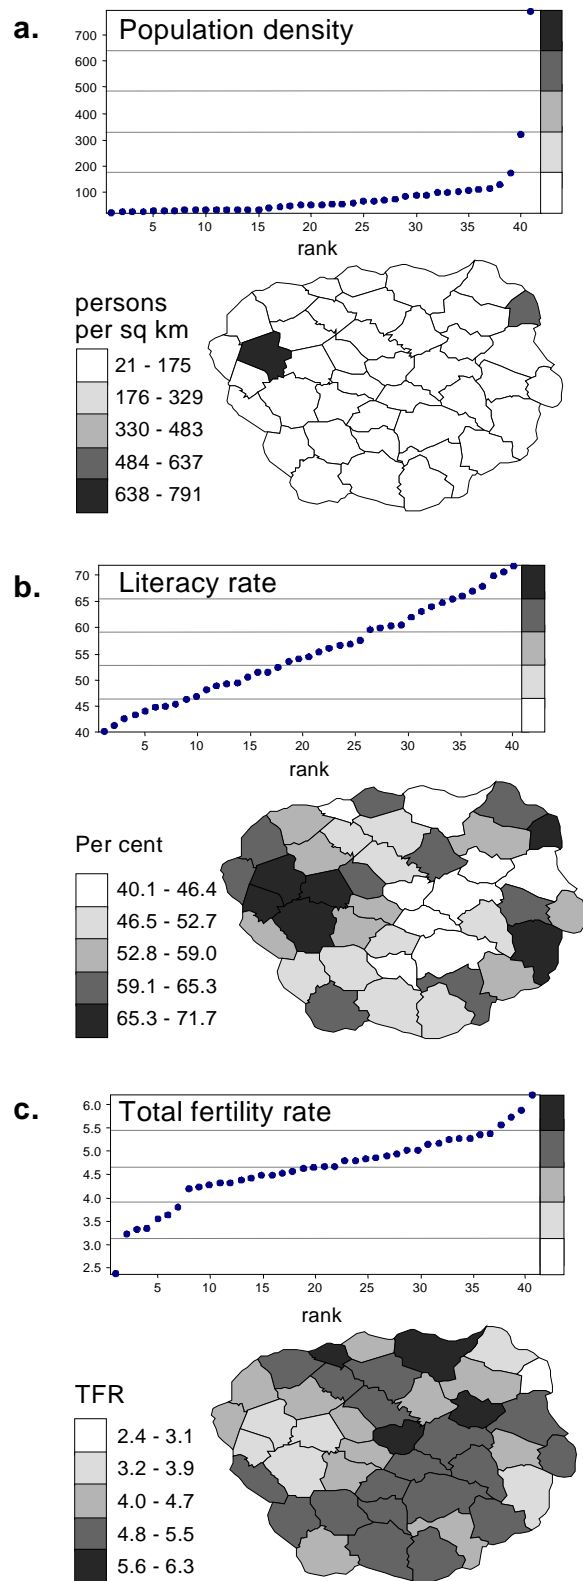 a.
Population density
700
600
500
400
300
200
100
5 10 15 20 25 30 35 40
rank
persons
per sq km
21 - 175
176 - 329
330 - 483
484 - 637
638 - 791
b.
Literacy rate
70
65
60
55
50
45
40
5 10 15 20 25 30 35 40
rank
Per cent
40.1 - 46.4
46.5 - 52.7
52.8 - 59.0
59.1 - 65.3
65.3 - 71.7
c.
Total fertility rate
6.0
5.5
5.0
4.5
4.0
3.5
3.0
2.5
5 10 15 20 25 30 35 40
rank
TFR
2.4 - 3.1
3.2 - 3.9
4.0 - 4.7
4.8 - 5.5
5.6 - 6.3